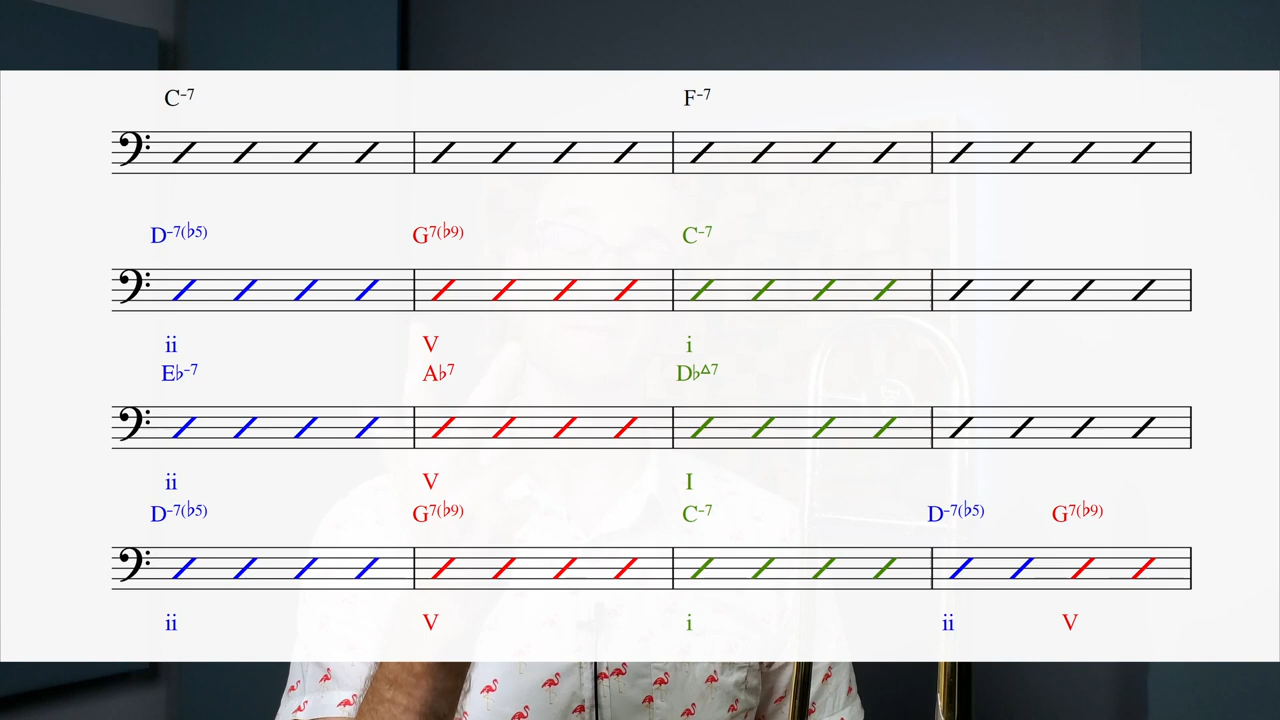 C-7 F-7
D-7(♭5) G7(♭9) C-7
ii V i
E♭-7 A♭7 D♭△7
ii V I
D-7(♭5) G7(♭9) C-7 D-7(♭5) G7(♭9)
ii V i ii V